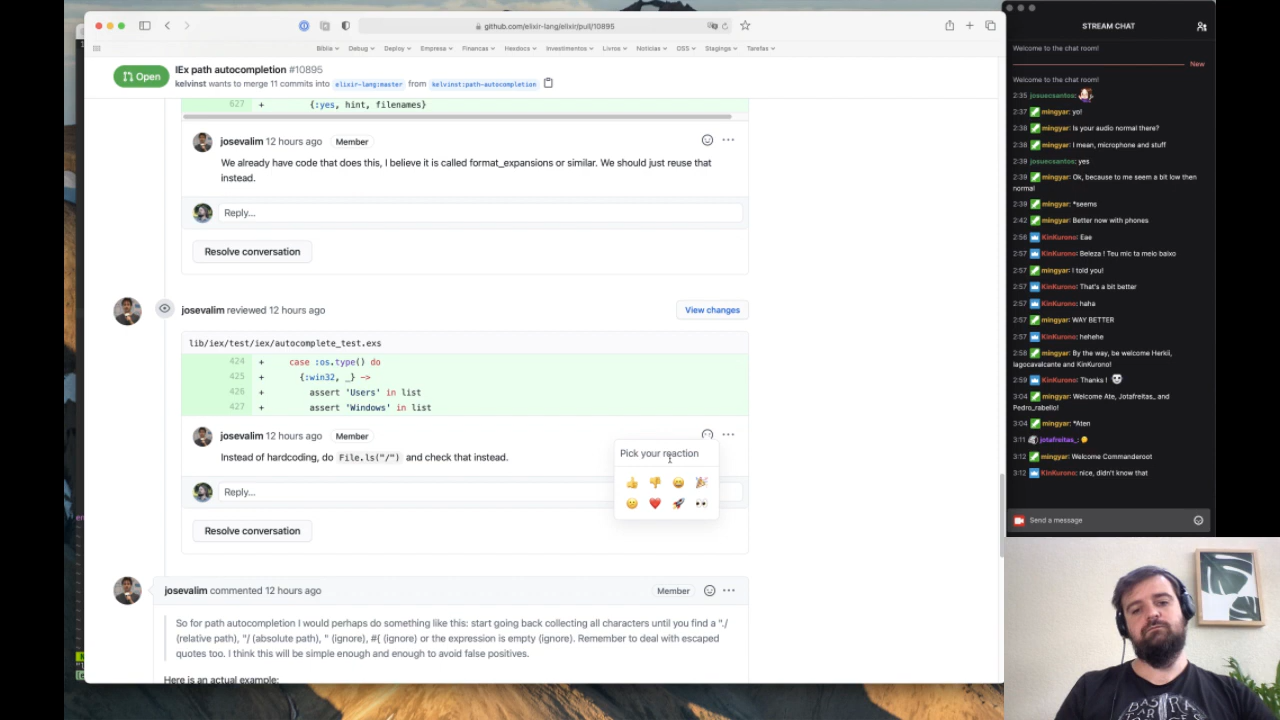 github.com/elixir-lang/elixir/pull/10895
Bíblia
Debug
Deploy
Empresa
Financas
Hexdocs
Investimentos
Livros
Notícias
OSS
Stagings
Tarefas
Open
IEx path autocompletion #10895
kelvinst wants to merge 11 commits into elixir-lang:master from kelvinst:path-autocompletion
627 + {:yes, hint, filenames}
josevalim 12 hours ago Member
We already have code that does this, I believe it is called format_expansions or similar. We should just reuse that
instead.
Reply...
Resolve conversation
josevalim reviewed 12 hours ago
View changes
lib/iex/test/iex/autocomplete_test.exs
424 + case :os.type() do
425 + {:win32, _} ->
426 + assert 'Users' in list
427 + assert 'Windows' in list
josevalim 12 hours ago Member
Instead of hardcoding, do File.ls("/") and check that instead.
Pick your reaction
Reply...
Resolve conversation
josevalim commented 12 hours ago
Member
So for path autocompletion I would perhaps do something like this: start going back collecting all characters until you find a "./
(relative path), "/ (absolute path), " (ignore), #{ (ignore) or the expression is empty (ignore). Remember to deal with escaped
quotes too. I think this will be simple enough and enough to avoid false positives.
Here is an actual example:
STREAM CHAT
Welcome to the chat room!
New
Welcome to the chat room!
2:35 josuecsantos:
2:37 mingyar: yo!
2:38 mingyar: Is your audio normal there?
2:38 mingyar: I mean, microphone and stuff
2:39 josuecsantos: yes
2:39 mingyar: Ok, because to me seem a bit low then
normal
2:39 mingyar: *seems
2:42 mingyar: Better now with phones
2:56 KinKurono: Eae
2:57 KinKurono: Beleza ! Teu mic ta meio baixo
2:57 mingyar: I told you!
2:57 KinKurono: That's a bit better
2:57 KinKurono: haha
2:57 mingyar: WAY BETTER
2:57 KinKurono: hehehe
2:58 mingyar: By the way, be welcome Herkii,
iagocavalcante and KinKurono!
2:59 KinKurono: Thanks !
3:04 mingyar: Welcome Ate, Jotafreitas_ and
Pedro_rabello!
3:04 mingyar: *Aten
3:11 jotafreitas_:
3:12 mingyar: Welcome Commanderoot
3:12 KinKurono: nice, didn't know that
Send a message